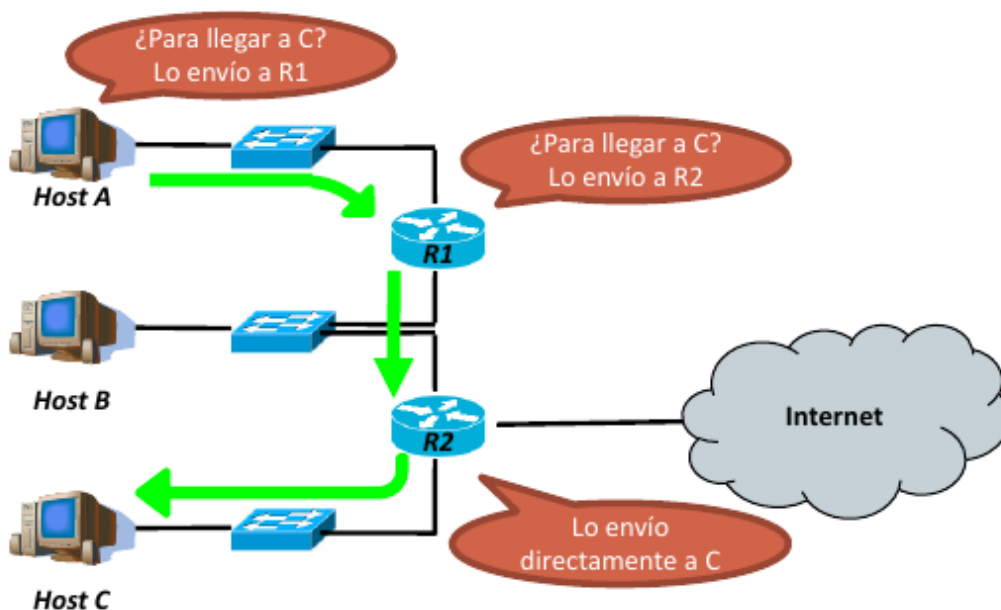 ¿Para llegar a C?
Lo envío a R1
Host A
¿Para llegar a C?
Lo envío a R2
R1
Host B
R2
Internet
Lo envío
directamente a C
Host C